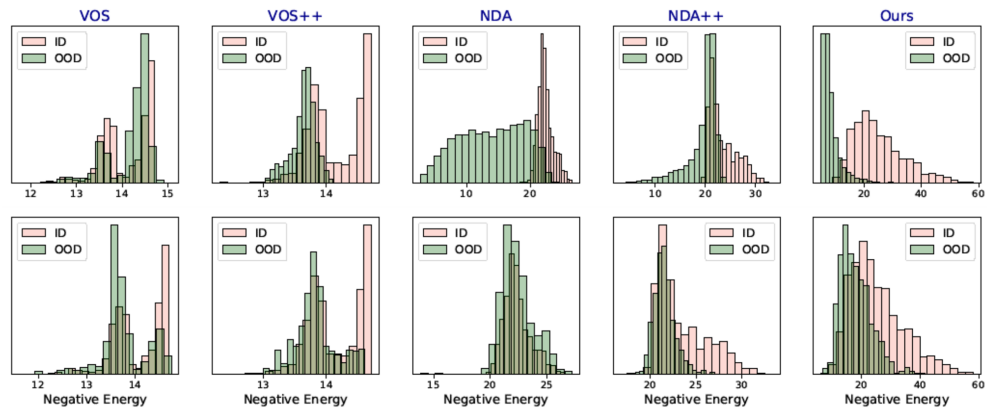 VOS VOS++ NDA NDA++ Ours
ID ID ID ID ID
OOD OOD OOD OOD OOD
12 13 14 15 13 14 10 20 10 20 30 20 40 60
ID ID ID ID ID
OOD OOD OOD OOD OOD
12 13 14 13 14 15 20 25 20 25 30 20 40 60
Negative Energy Negative Energy Negative Energy Negative Energy Negative Energy